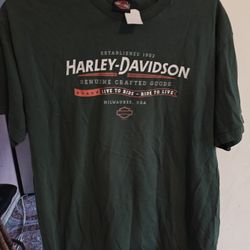 ESTABLISHED 1903
HARLEY-DAVIDSON
GENUINE CRAFTED GOODS
LIVE TO RIDE - RIDE TO LIVE
MILWAUKEE, USA